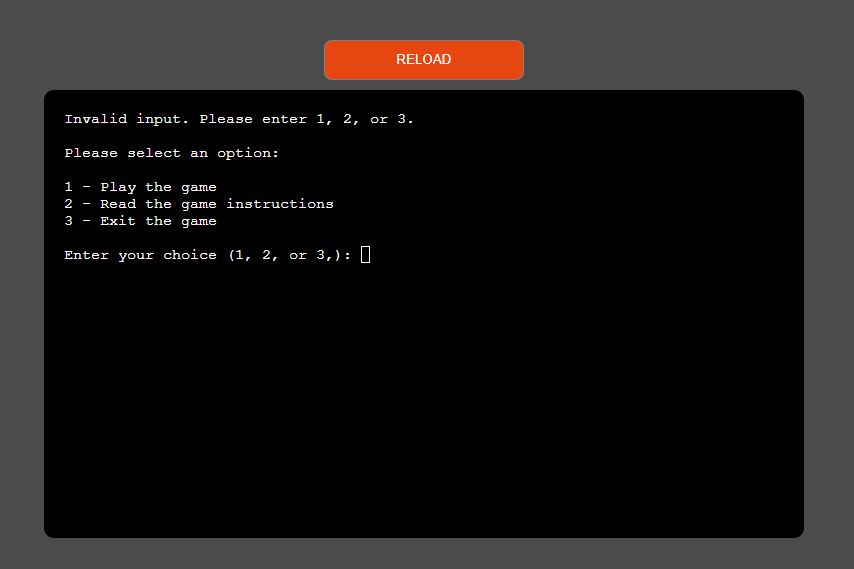 RELOAD
Invalid input. Please enter 1, 2, or 3.
Please select an option:
1 - Play the game
2 - Read the game instructions
3 - Exit the game
Enter your choice (1, 2, or 3,):